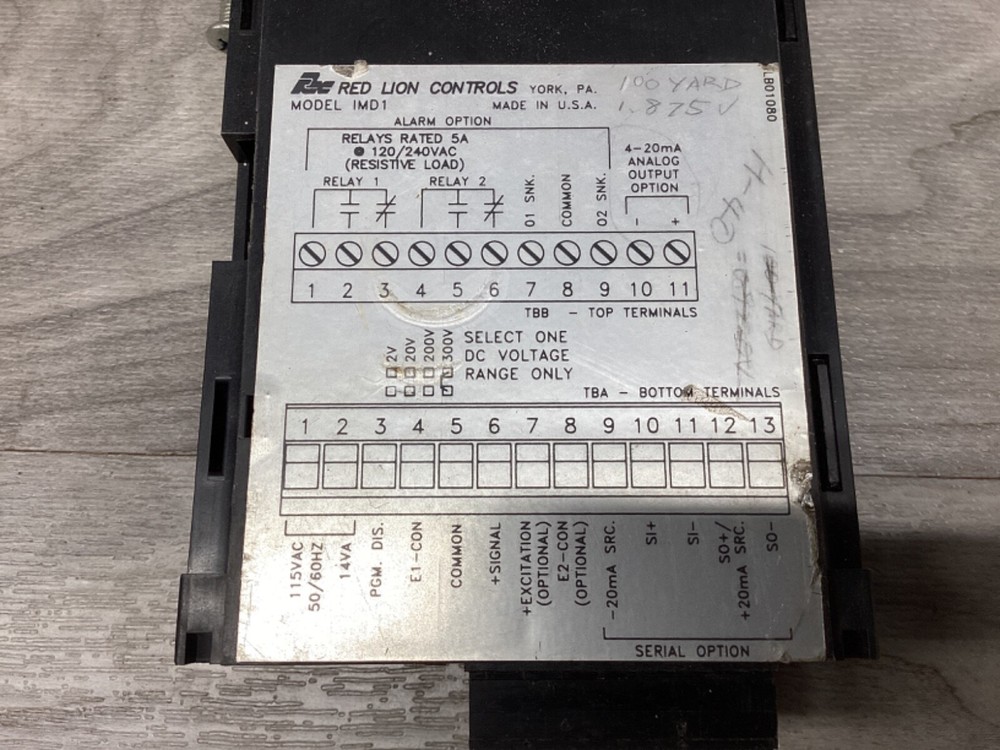 RED LION CONTROLS YORK, PA.
MODEL IMD1 MADE IN U.S.A.
100 YARD
1.875V
LB01080
ALARM OPTION
RELAYS RATED 5A
@ 120/240VAC
(RESISTIVE LOAD)
RELAY 1 RELAY 2
O1 SNK.
COMMON
O2 SNK.
4-20mA
ANALOG
OUTPUT
OPTION
- +
1 2 3 4 5 6 7 8 9 10 11
TBB - TOP TERMINALS
2V
20V
200V
300V
SELECT ONE
DC VOLTAGE
RANGE ONLY
TBA - BOTTOM TERMINALS
1 2 3 4 5 6 7 8 9 10 11 12 13
115VAC
50/60HZ
14VA
PGM. DIS.
E1-CON
COMMON
+SIGNAL
+EXCITATION
(OPTIONAL)
E2-CON
(OPTIONAL)
-20mA SRC.
SI+
SI-
SO+/
+20mA SRC.
SO-
SERIAL OPTION